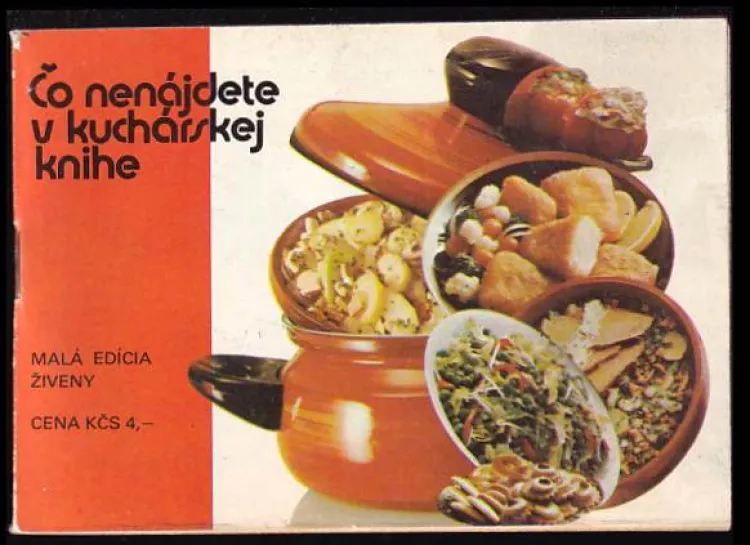 Čo nenájdete
v kuchárskej
knihe
MALÁ EDÍCIA
ŽIVENY
CENA KČS 4,–